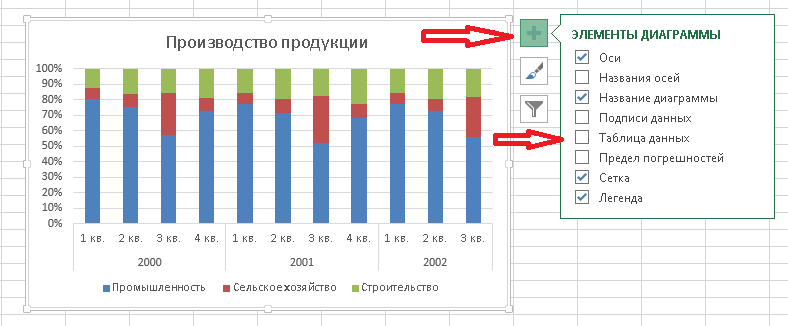 Производство продукции
100%
90%
80%
70%
60%
50%
40%
30%
20%
10%
0%
1 кв. 2 кв. 3 кв. 4 кв. 1 кв. 2 кв. 3 кв. 4 кв. 1 кв. 2 кв. 3 кв.
2000 2001 2002
Промышленность Сельское хозяйство Строительство
ЭЛЕМЕНТЫ ДИАГРАММЫ
Оси
Названия осей
Название диаграммы
Подписи данных
Таблица данных
Предел погрешностей
Сетка
Легенда